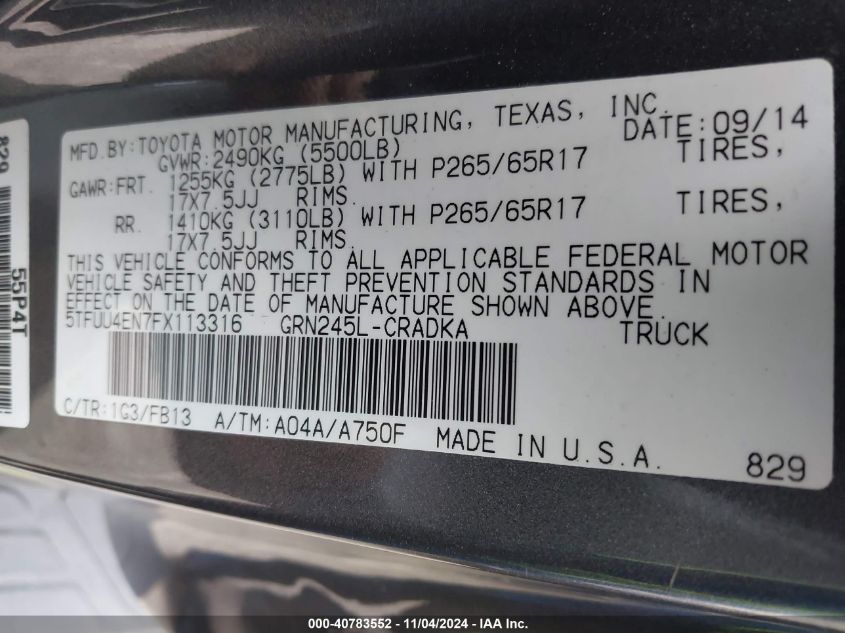 MFD.BY:TOYOTA MOTOR MANUFACTURING, TEXAS, INC.
DATE:09/14
GVWR:2490KG (5500LB)
GAWR:FRT. 1255KG (2775LB) WITH P265/65R17 TIRES,
17X7.5JJ RIMS.
RR. 1410KG (3110LB) WITH P265/65R17 TIRES,
17X7.5JJ RIMS.
THIS VEHICLE CONFORMS TO ALL APPLICABLE FEDERAL MOTOR
VEHICLE SAFETY AND THEFT PREVENTION STANDARDS IN
EFFECT ON THE DATE OF MANUFACTURE SHOWN ABOVE.
5TFUU4EN7FX113316 GRN245L-CRADKA TRUCK
C/TR:1G3/FB13 A/TM:A04A/A750F MADE IN U.S.A.
829
829
55P4T
000-40783552 - 11/04/2024 - IAA, Inc.